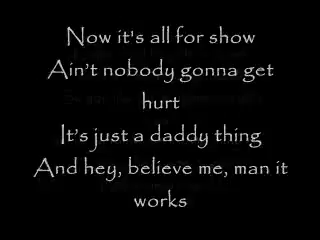 Now it's all for show
Ain't nobody gonna get
hurt
It's just a daddy thing
And hey, believe me, man it
works